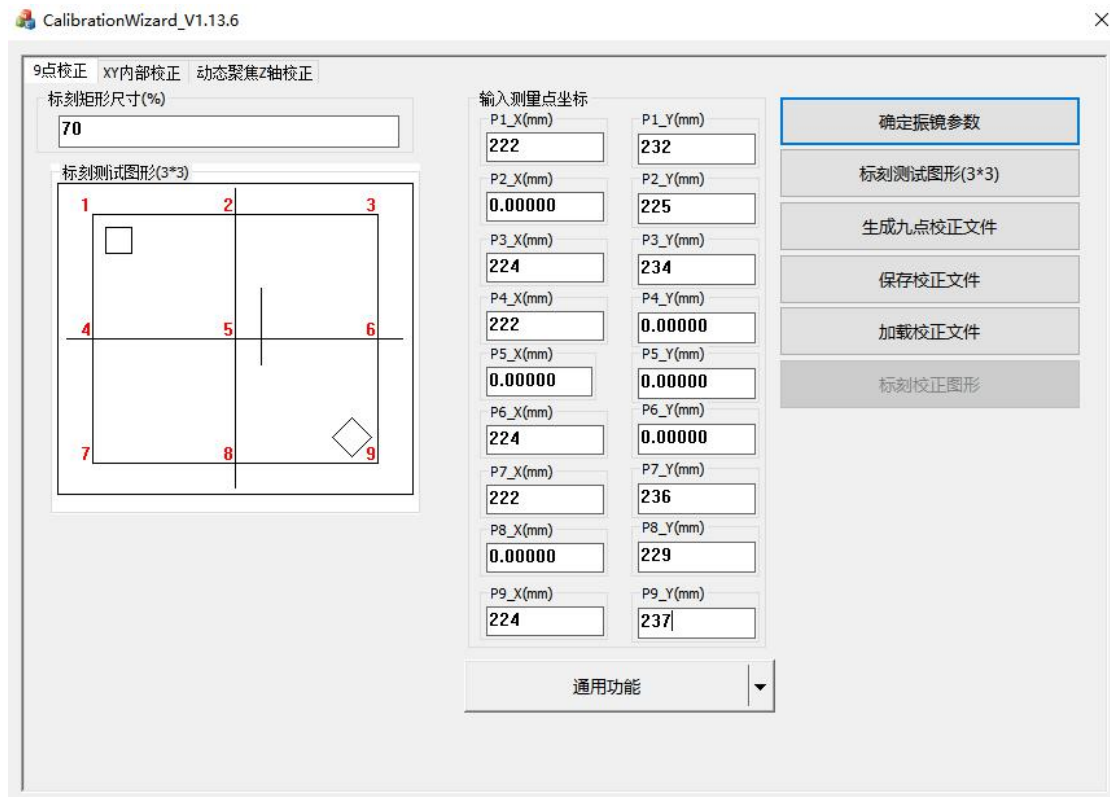 CalibrationWizard_V1.13.6
9点校正 XY内部校正 动态聚焦Z轴校正
标刻矩形尺寸(%)
70
标刻测试图形(3*3)
1 2 3
4 5 6
7 8 9
输入测量点坐标
P1_X(mm) P1_Y(mm)
222 232
P2_X(mm) P2_Y(mm)
0.00000 225
P3_X(mm) P3_Y(mm)
224 234
P4_X(mm) P4_Y(mm)
222 0.00000
P5_X(mm) P5_Y(mm)
0.00000 0.00000
P6_X(mm) P6_Y(mm)
224 0.00000
P7_X(mm) P7_Y(mm)
222 236
P8_X(mm) P8_Y(mm)
0.00000 229
P9_X(mm) P9_Y(mm)
224 237
通用功能
确定振镜参数
标刻测试图形(3*3)
生成九点校正文件
保存校正文件
加载校正文件
标刻校正图形